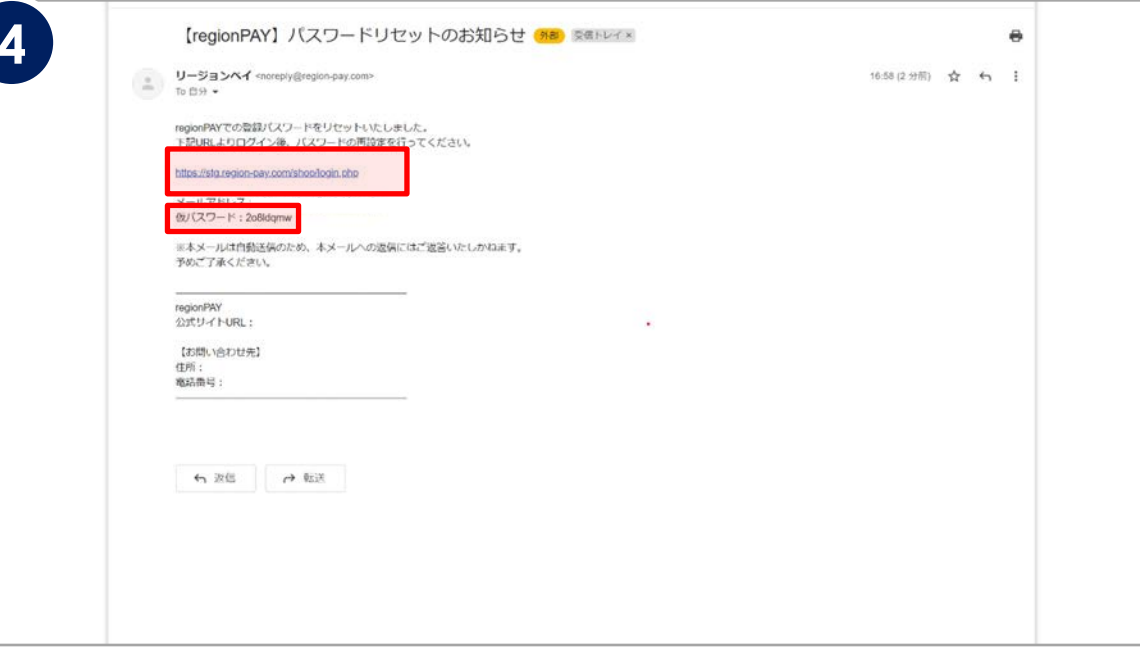 4
【regionPAY】パスワードリセットのお知らせ 外部 受信トレイ ×
リージョンペイ <noreply@region-pay.com> 16:58 (2 分前)
To 自分
regionPAYでの登録パスワードをリセットいたしました。
下記URLよりログイン後、パスワードの再設定を行ってください。
https://stg.region-pay.com/shop/login.php
メールアドレス:
仮パスワード:2o8ldqmw
※本メールは自動送信のため、本メールへの返信にはご返答いたしかねます。
予めご了承ください。
regionPAY
公式サイトURL:
【お問い合わせ先】
住所:
電話番号:
返信 転送